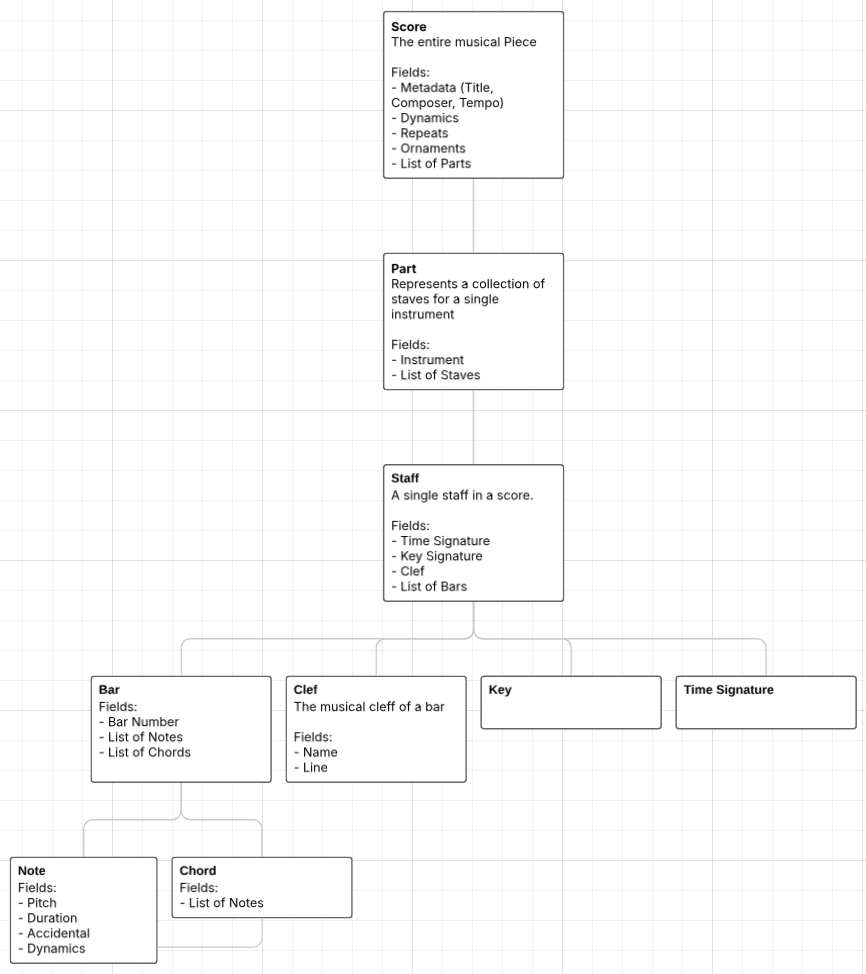 Score
The entire musical Piece
Fields:
- Metadata (Title,
Composer, Tempo)
- Dynamics
- Repeats
- Ornaments
- List of Parts
Part
Represents a collection of
staves for a single
instrument
Fields:
- Instrument
- List of Staves
Staff
A single staff in a score.
Fields:
- Time Signature
- Key Signature
- Clef
- List of Bars
Bar
Fields:
- Bar Number
- List of Notes
- List of Chords
Clef
The musical cleff of a bar
Fields:
- Name
- Line
Key
Time Signature
Note
Fields:
- Pitch
- Duration
- Accidental
- Dynamics
Chord
Fields:
- List of Notes